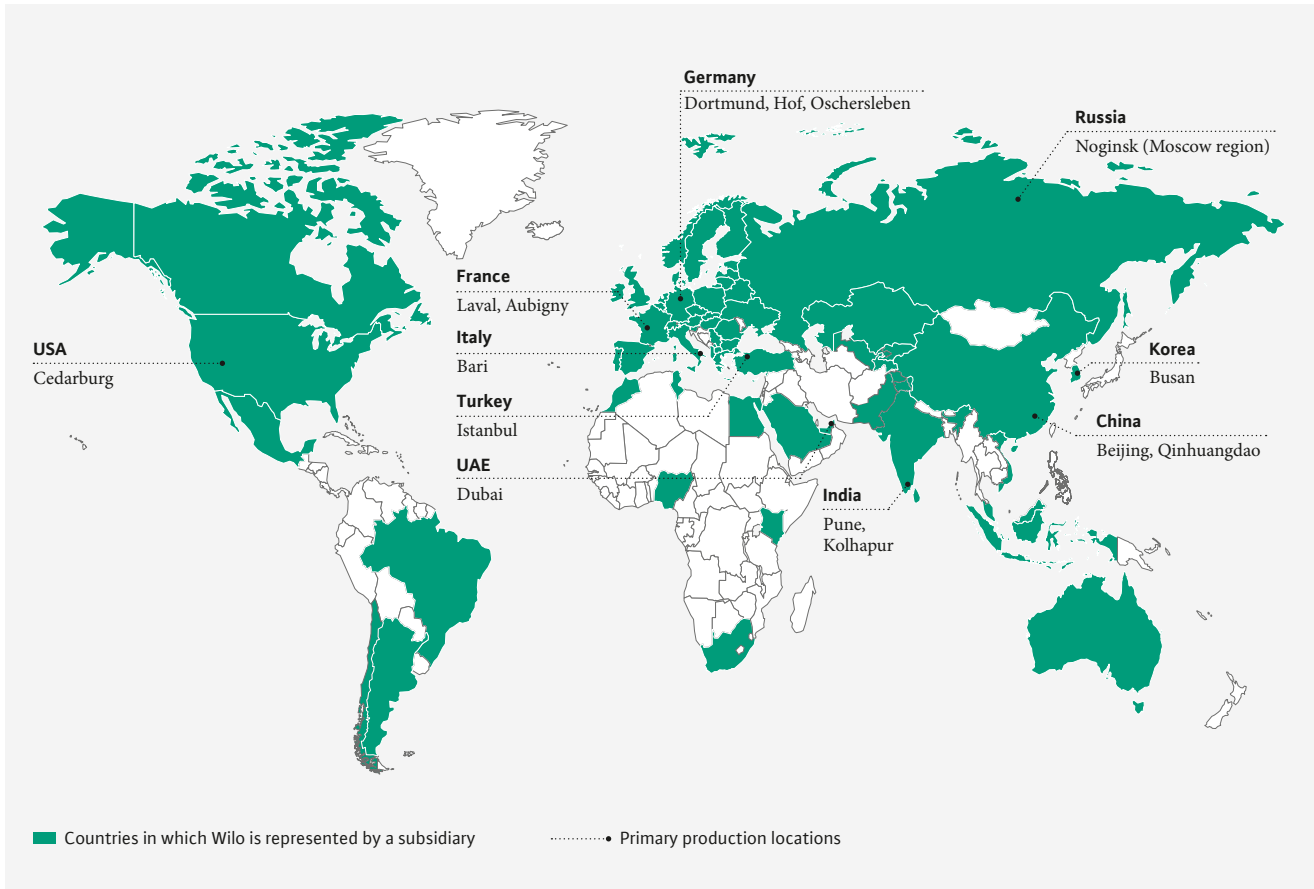 Germany
Dortmund, Hof, Oschersleben
Russia
Noginsk (Moscow region)
France
Laval, Aubigny
Italy
Bari
USA
Cedarburg
Korea
Busan
Turkey
Istanbul
China
Beijing, Qinhuangdao
UAE
Dubai
India
Pune,
Kolhapur
Countries in which Wilo is represented by a subsidiary
Primary production locations